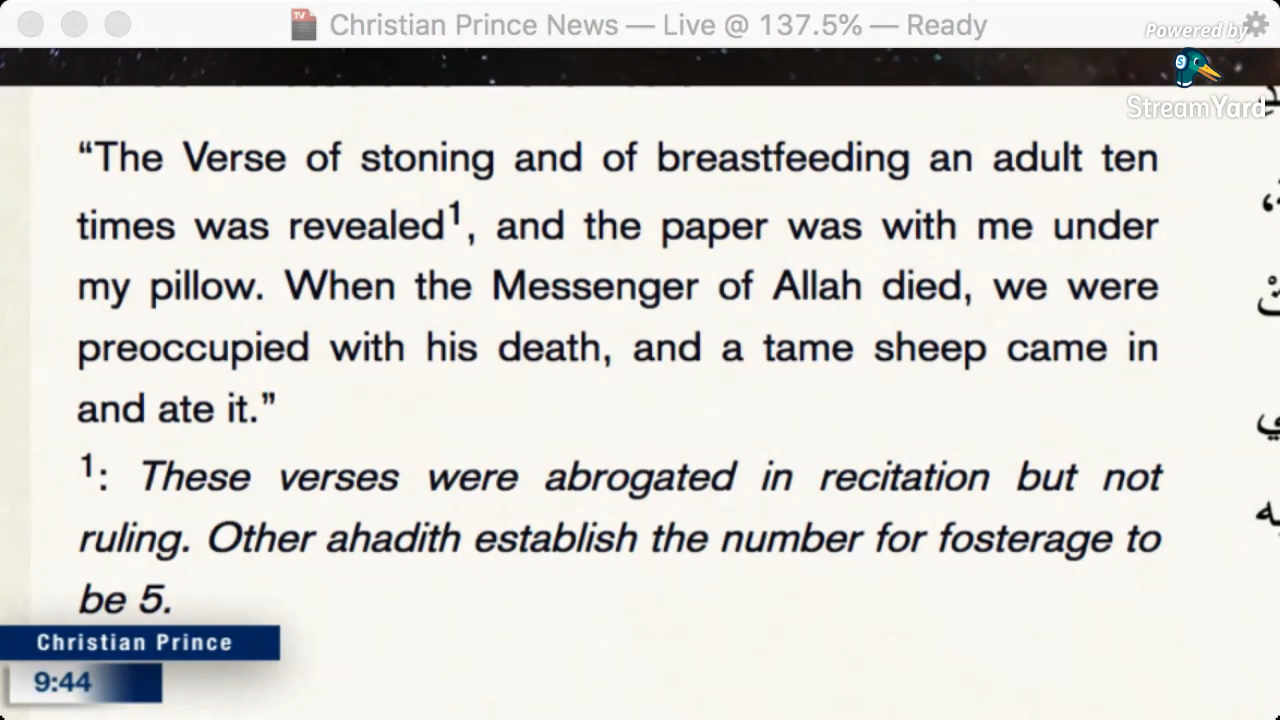 Christian Prince News — Live @ 137.5% — Ready
Powered by
StreamYard
“The Verse of stoning and of breastfeeding an adult ten
times was revealed¹, and the paper was with me under
my pillow. When the Messenger of Allah died, we were
preoccupied with his death, and a tame sheep came in
and ate it.”
¹: These verses were abrogated in recitation but not
ruling. Other ahadith establish the number for fosterage to
be 5.
Christian Prince
9:44